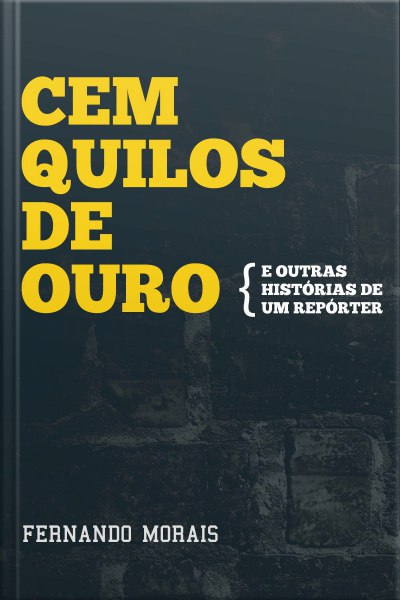 CEM
QUILOS
DE
OURO
{ E OUTRAS
HISTÓRIAS DE
UM REPÓRTER
FERNANDO MORAIS